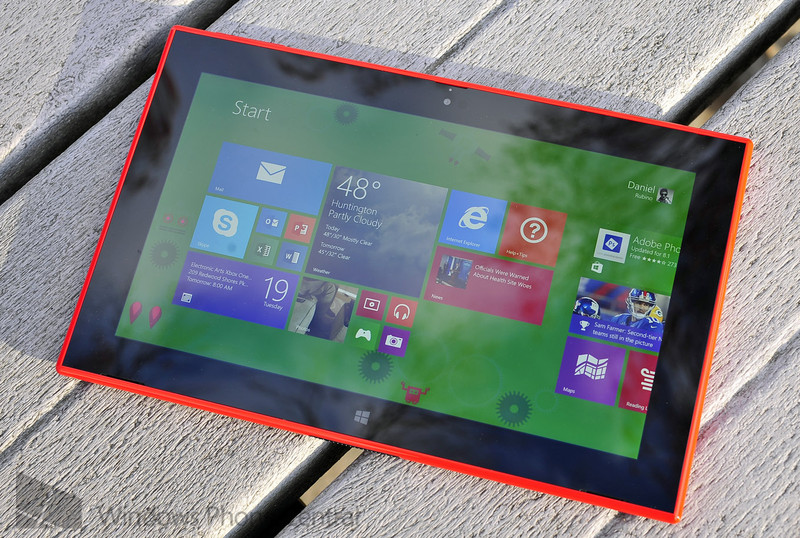 Start
Daniel
Rubino
Mail
48°
Huntington
Partly Cloudy
Today
48°/30° Mostly Clear
Tomorrow
45°/32° Clear
Weather
Internet Explorer
Help+Tips
Adobe Pho
Updated for 8.1
Free ★★★★☆ 27
Skype
Electronic Arts Xbox One...
209 Redwood Shores Pk...
Tomorrow 8:00 AM
19
Tuesday
Officials Were Warned
About Health Site Woes
News
Sam Farmer: Second-tier N
teams still in the picture
Maps
Reading L
Windows Phone Central